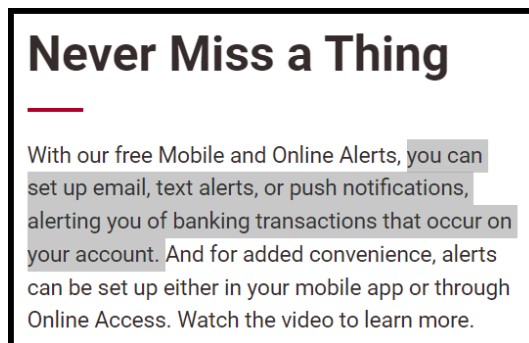 Never Miss a Thing
With our free Mobile and Online Alerts, you can
set up email, text alerts, or push notifications,
alerting you of banking transactions that occur on
your account. And for added convenience, alerts
can be set up either in your mobile app or through
Online Access. Watch the video to learn more.